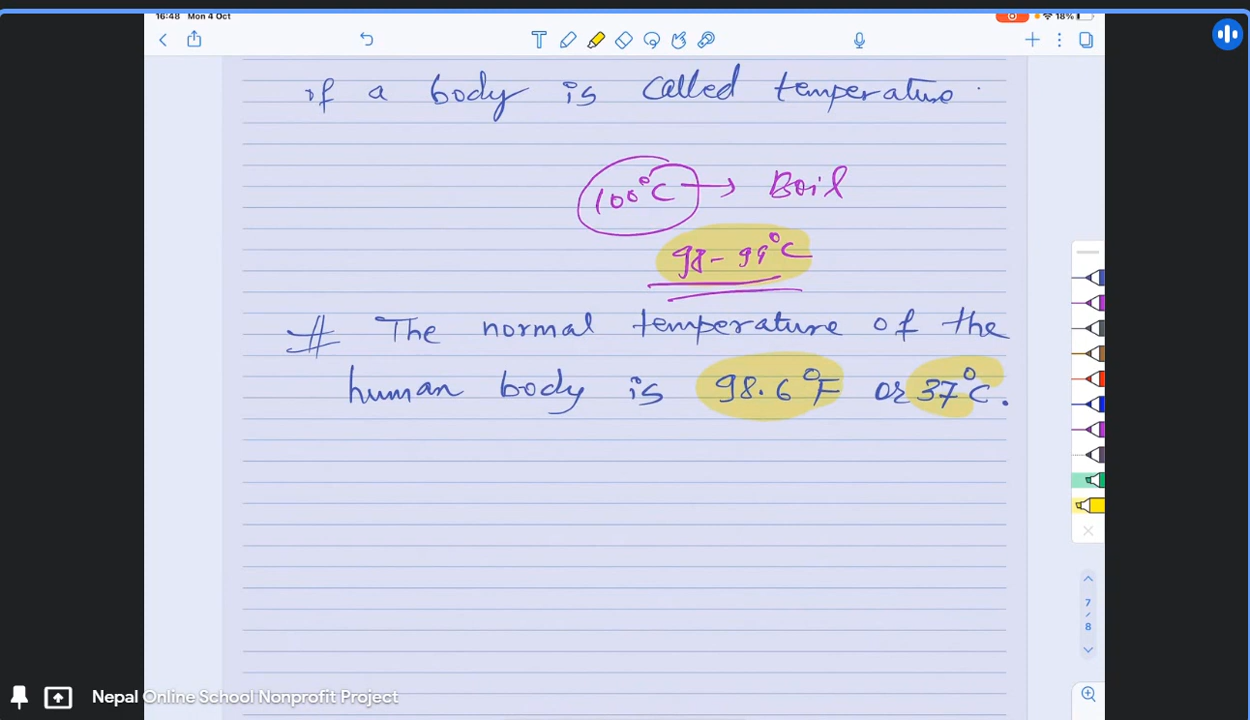 16:48 Mon 4 Oct
18%
T
of a body is called temperature.
100°C → Boil
98 - 99°C
# The normal temperature of the
human body is 98.6°F or 37°C.
7
/
8
Nepal Online School Nonprofit Project